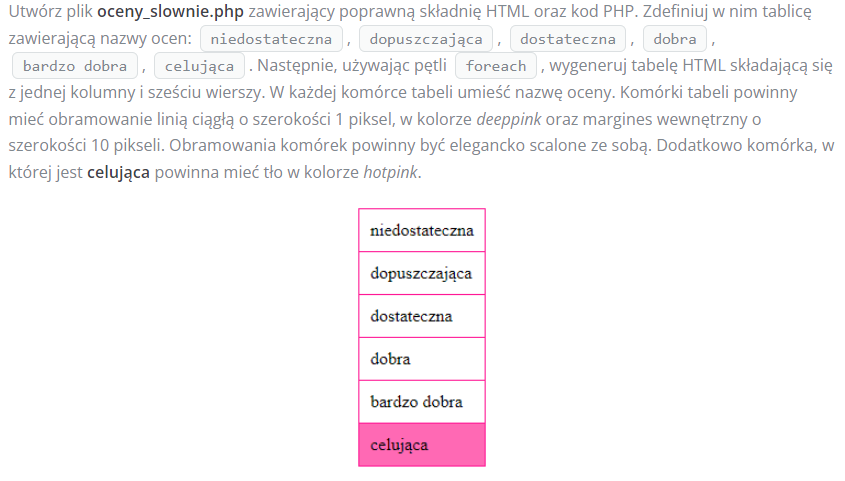 Utwórz plik oceny_slownie.php zawierający poprawną składnię HTML oraz kod PHP. Zdefiniuj w nim tablicę
zawierającą nazwy ocen: niedostateczna , dopuszczająca , dostateczna , dobra ,
bardzo dobra , celująca . Następnie, używając pętli foreach , wygeneruj tabelę HTML składającą się
z jednej kolumny i sześciu wierszy. W każdej komórce tabeli umieść nazwę oceny. Komórki tabeli powinny
mieć obramowanie linią ciągłą o szerokości 1 piksel, w kolorze deeppink oraz margines wewnętrzny o
szerokości 10 pikseli. Obramowania komórek powinny być elegancko scalone ze sobą. Dodatkowo komórka, w
której jest celująca powinna mieć tło w kolorze hotpink.
niedostateczna
dopuszczająca
dostateczna
dobra
bardzo dobra
celująca